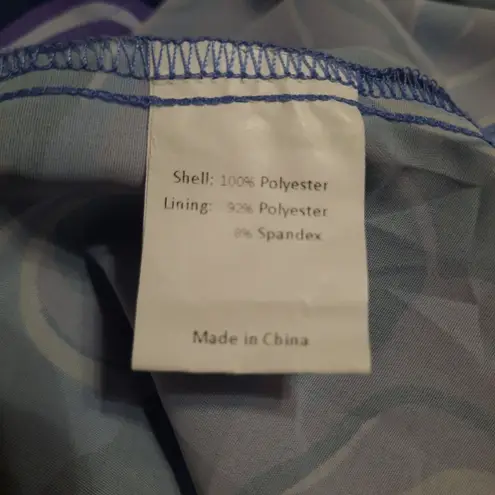 Shell: 100% Polyester
Lining: 92% Polyester
8% Spandex
Made in China